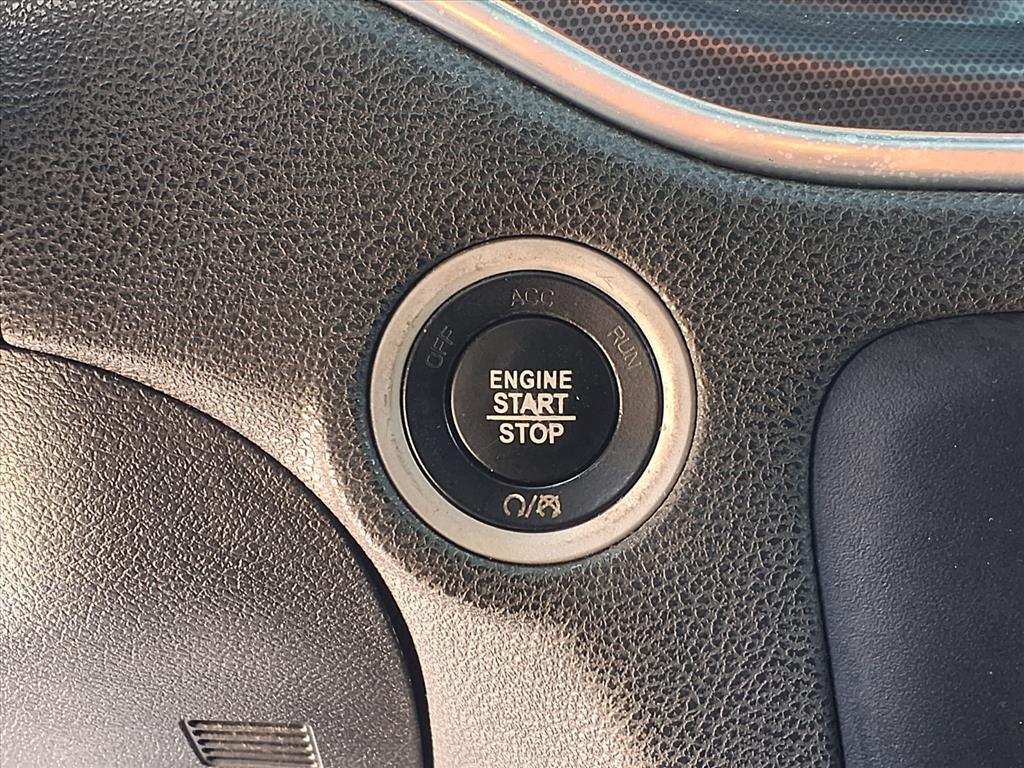 ACC
OFF
RUN
ENGINE
START
STOP
/